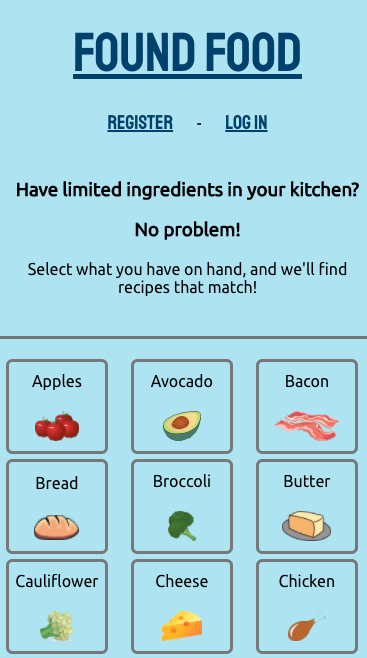 FOUND FOOD
REGISTER - LOG IN
Have limited ingredients in your kitchen?
No problem!
Select what you have on hand, and we'll find
recipes that match!
Apples Avocado Bacon
Bread Broccoli Butter
Cauliflower Cheese Chicken